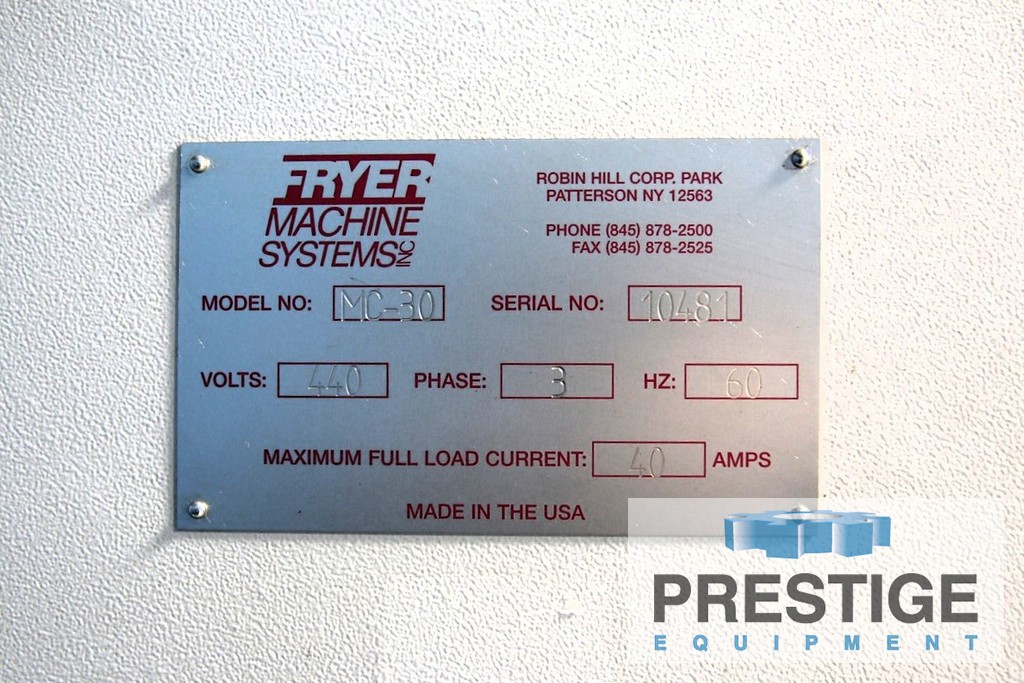 FRYER
MACHINE
SYSTEMS INC
ROBIN HILL CORP. PARK
PATTERSON NY 12563
PHONE (845) 878-2500
FAX (845) 878-2525
MODEL NO: MC-30 SERIAL NO: 10481
VOLTS: 440 PHASE: 3 HZ: 60
MAXIMUM FULL LOAD CURRENT: 40 AMPS
MADE IN THE USA
PRESTIGE
EQUIPMENT